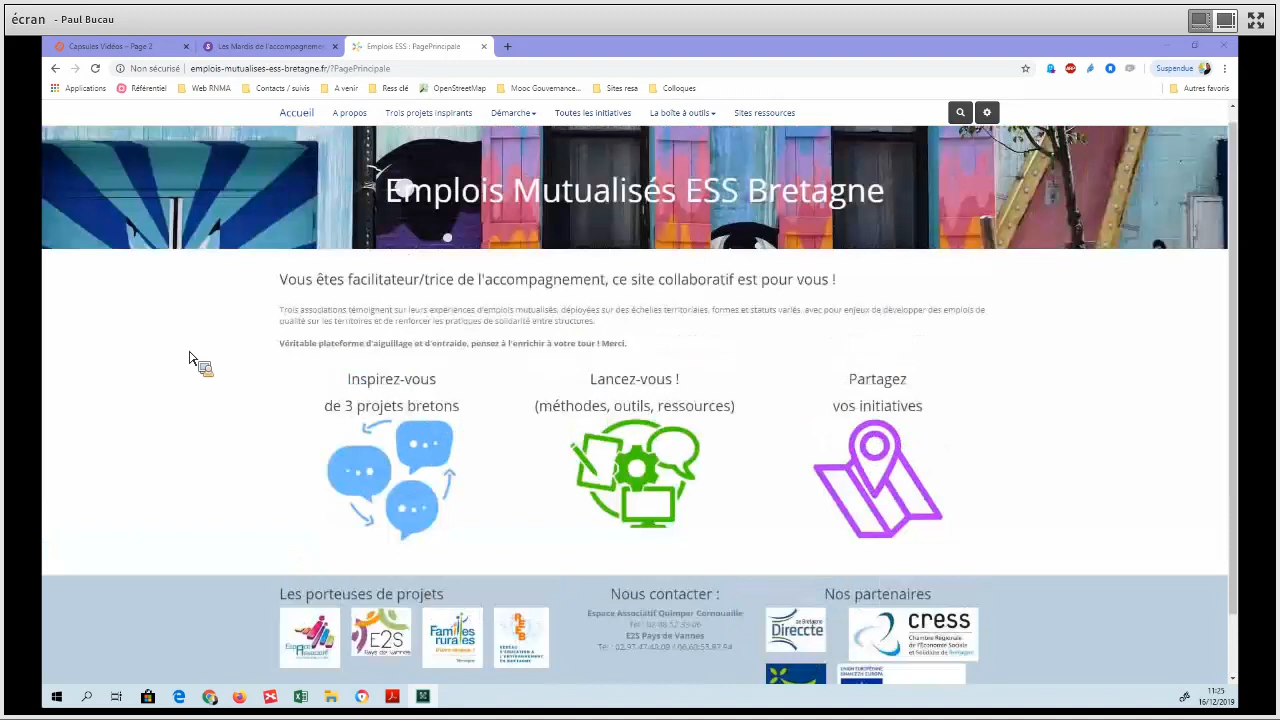 écran - Paul Bucau
Capsules Vidéos – Page 2
Les Mardis de l'accompagnemen
Emplois ESS : PagePrincipale
Non sécurisé
emplois-mutualises-ess-bretagne.fr/?PagePrincipale
Suspendue
Applications
Référentiel
Web RNMA
Contacts / suivis
A venir
Ress clé
OpenStreetMap
Mooc Gouvernance...
Sites resa
Colloques
Autres favoris
Accueil
A propos
Trois projets inspirants
Démarche
Toutes les initiatives
La boîte à outils
Sites ressources
Emplois Mutualisés ESS Bretagne
Vous êtes facilitateur/trice de l'accompagnement, ce site collaboratif est pour vous !
Trois associations témoignent sur leurs expériences d'emplois mutualisés, déployées sur des échelles territoriales, formes et statuts variés, avec pour enjeux de développer des emplois de
qualité sur les territoires et de renforcer les pratiques de solidarité entre structures.
Véritable plateforme d'aiguillage et d'entraide, pensez à l'enrichir à votre tour ! Merci.
Inspirez-vous
de 3 projets bretons
Lancez-vous !
(méthodes, outils, ressources)
Partagez
vos initiatives
Les porteuses de projets
Nous contacter :
Nos partenaires
Espace Associatif Quimper Cornouaille
E2S Pays de Vannes
E2S
PAYS DE VANNES
Familles
rurales
Direccte
cress
Chambre Régionale
de l'Économie Sociale
et Solidaire de Bretagne
UNION EUROPÉENNE
11:25
16/12/2019